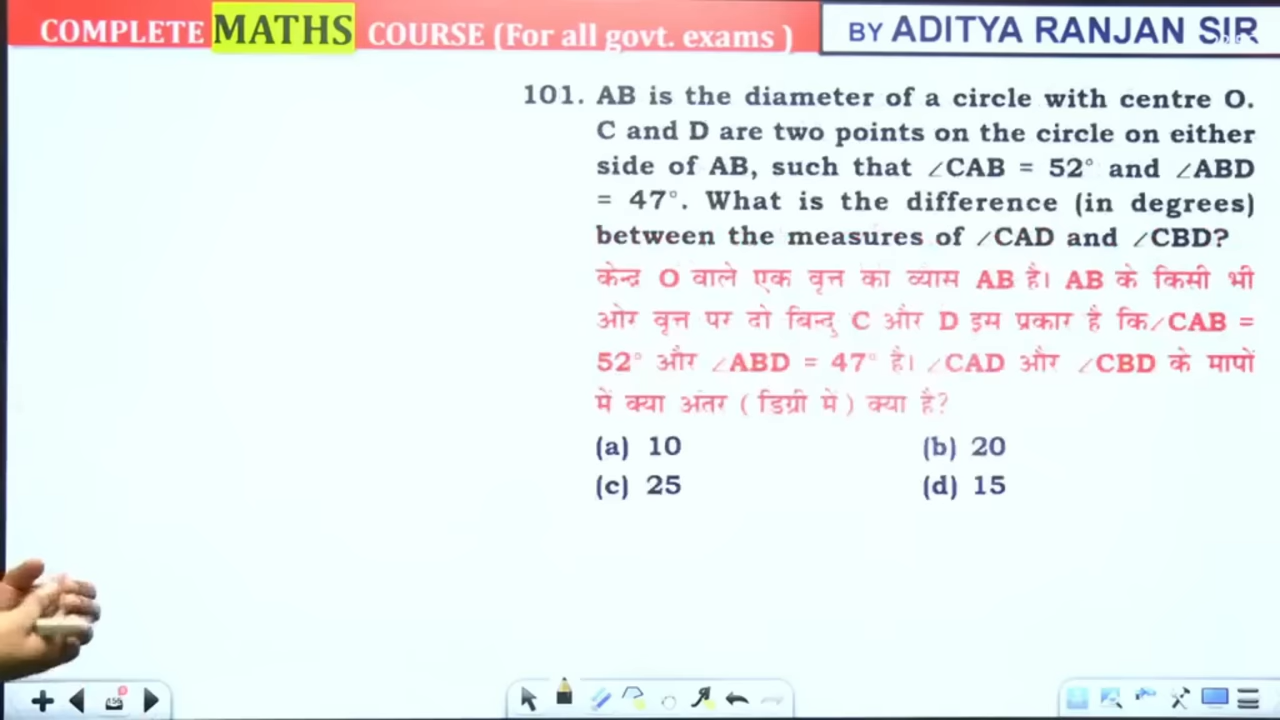 COMPLETE MATHS COURSE (For all govt. exams )
BY ADITYA RANJAN SIR
101. AB is the diameter of a circle with centre O.
C and D are two points on the circle on either
side of AB, such that ∠CAB = 52° and ∠ABD
= 47°. What is the difference (in degrees)
between the measures of ∠CAD and ∠CBD?
केन्द्र O वाले एक वृत्त का व्यास AB है। AB के किसी भी
ओर वृत्त पर दो बिन्दु C और D इस प्रकार है कि∠CAB =
52° और ∠ABD = 47° है। ∠CAD और ∠CBD के मापों
में क्या अंतर ( डिग्री में ) क्या है?
(a) 10 (b) 20
(c) 25 (d) 15